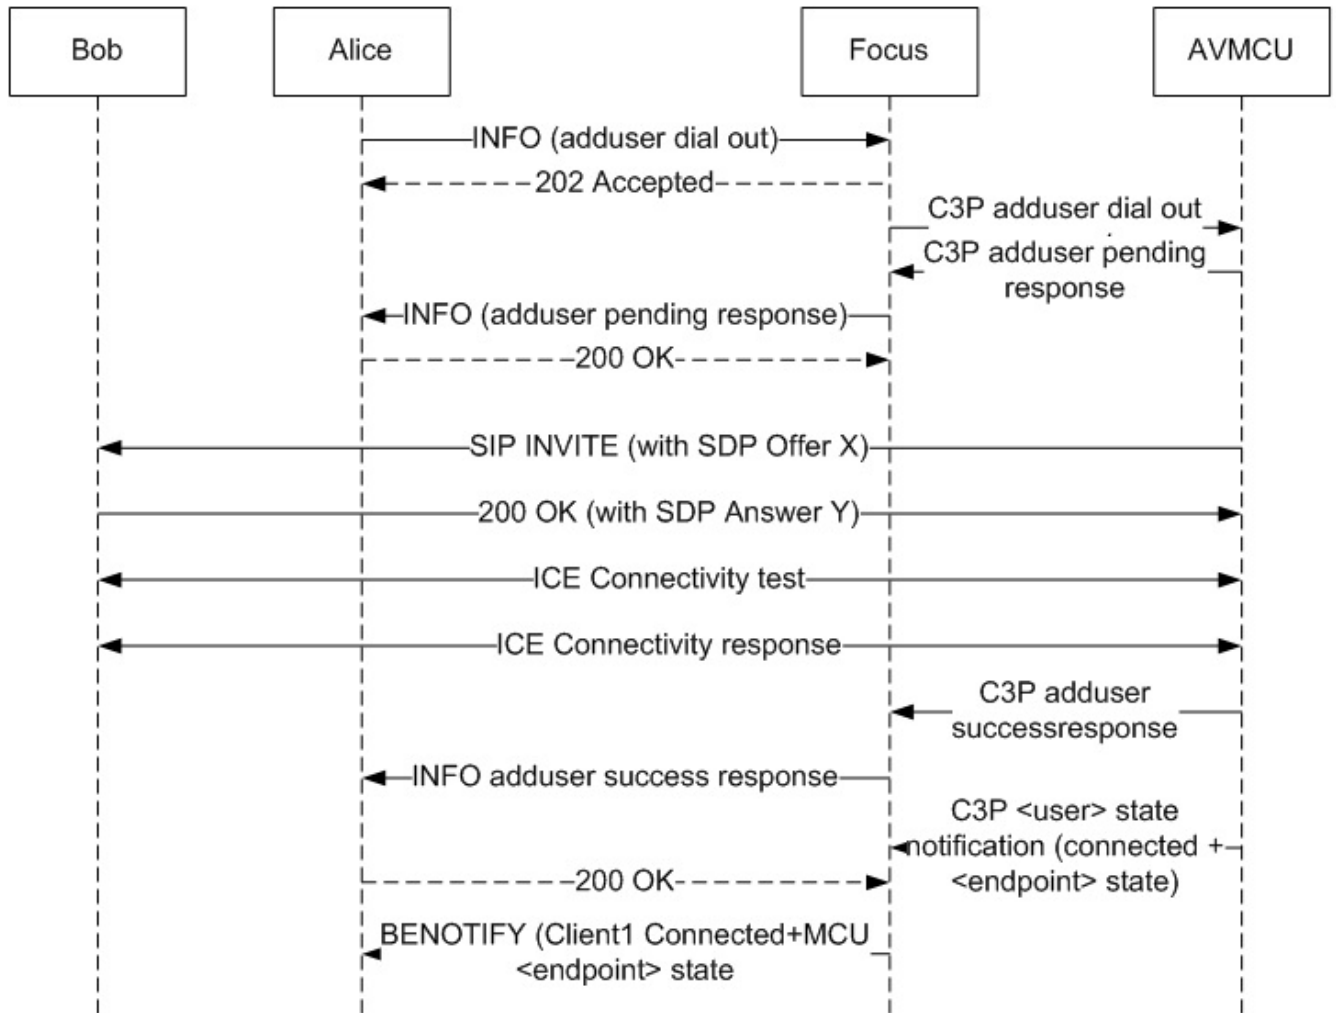 Bob
Alice
Focus
AVMCU
INFO (adduser dial out)
202 Accepted
C3P adduser dial out
C3P adduser pending
response
INFO (adduser pending response)
200 OK
SIP INVITE (with SDP Offer X)
200 OK (with SDP Answer Y)
ICE Connectivity test
ICE Connectivity response
C3P adduser
successresponse
INFO adduser success response
C3P <user> state
notification (connected +
<endpoint> state)
200 OK
BENOTIFY (Client1 Connected+MCU
<endpoint> state